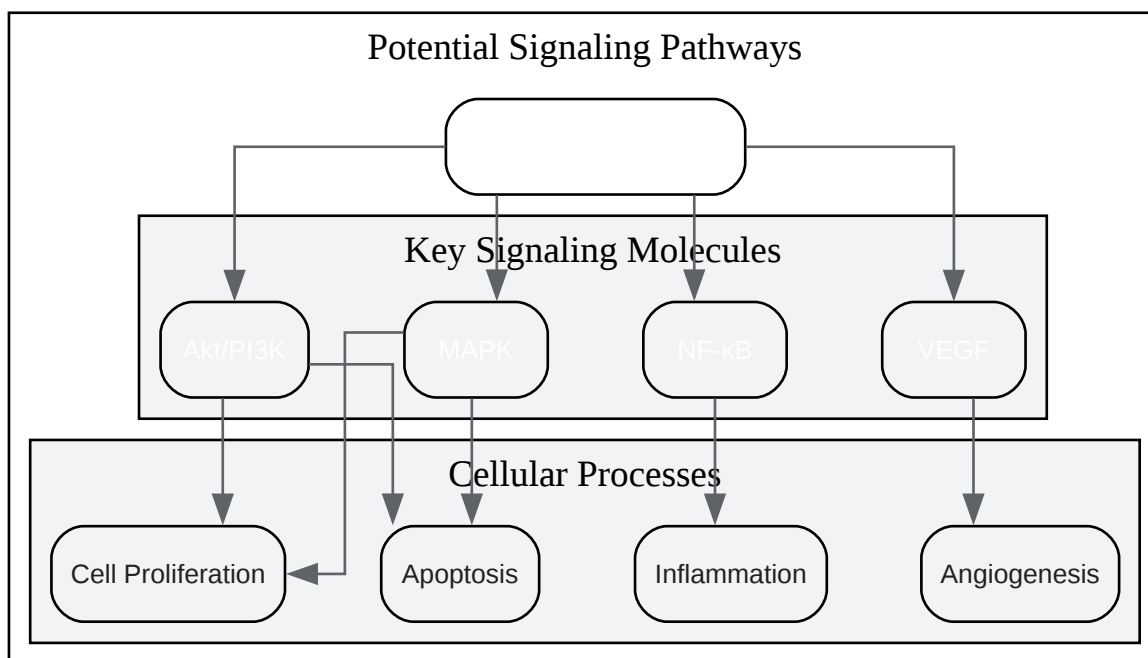 Potential Signaling Pathways
Key Signaling Molecules
Akt/PI3K
MAPK
NF-κB
VEGF
Cellular Processes
Cell Proliferation
Apoptosis
Inflammation
Angiogenesis